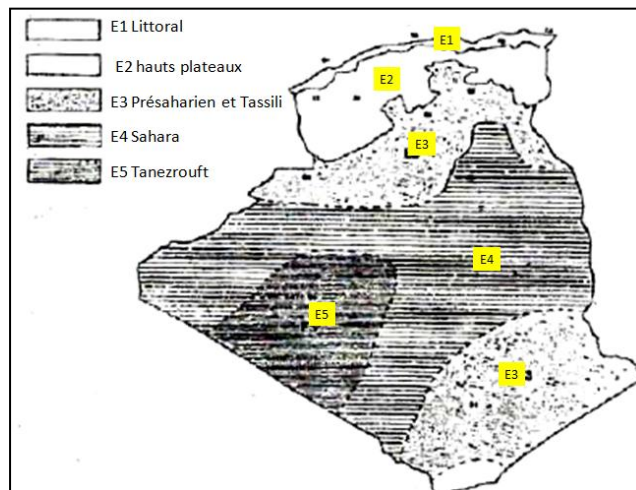 E1 Littoral
E2 hauts plateaux
E3 Présaharien et Tassili
E4 Sahara
E5 Tanezrouft
E1
E2
E3
E4
E5
E3